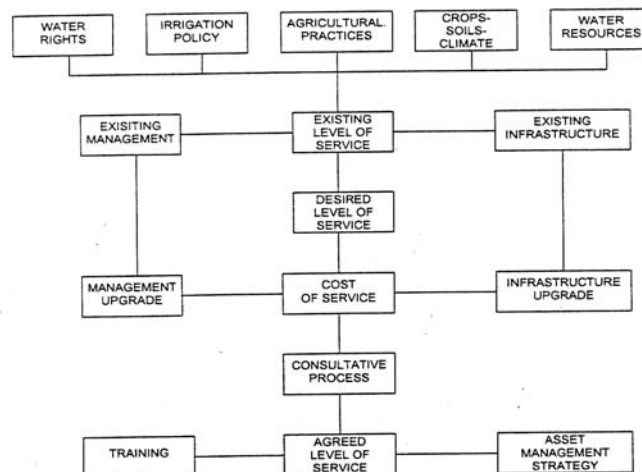 WATER
RIGHTS
IRRIGATION
POLICY
AGRICULTURAL.
PRACTICES
CROPS-
SOILS-
CLIMATE
WATER
RESOURCES
EXISITING
MANAGEMENT
EXISTING
LEVEL OF
SERVICE
EXISTING
INFRASTRUCTURE
DESIRED
LEVEL OF
SERVICE
MANAGEMENT
UPGRADE
COST
OF SERVICE
INFRASTRUCTURE
UPGRADE
CONSULTATIVE
PROCESS
TRAINING
AGREED
LEVEL OF
SERVICE
ASSET
MANAGEMENT
STRATEGY